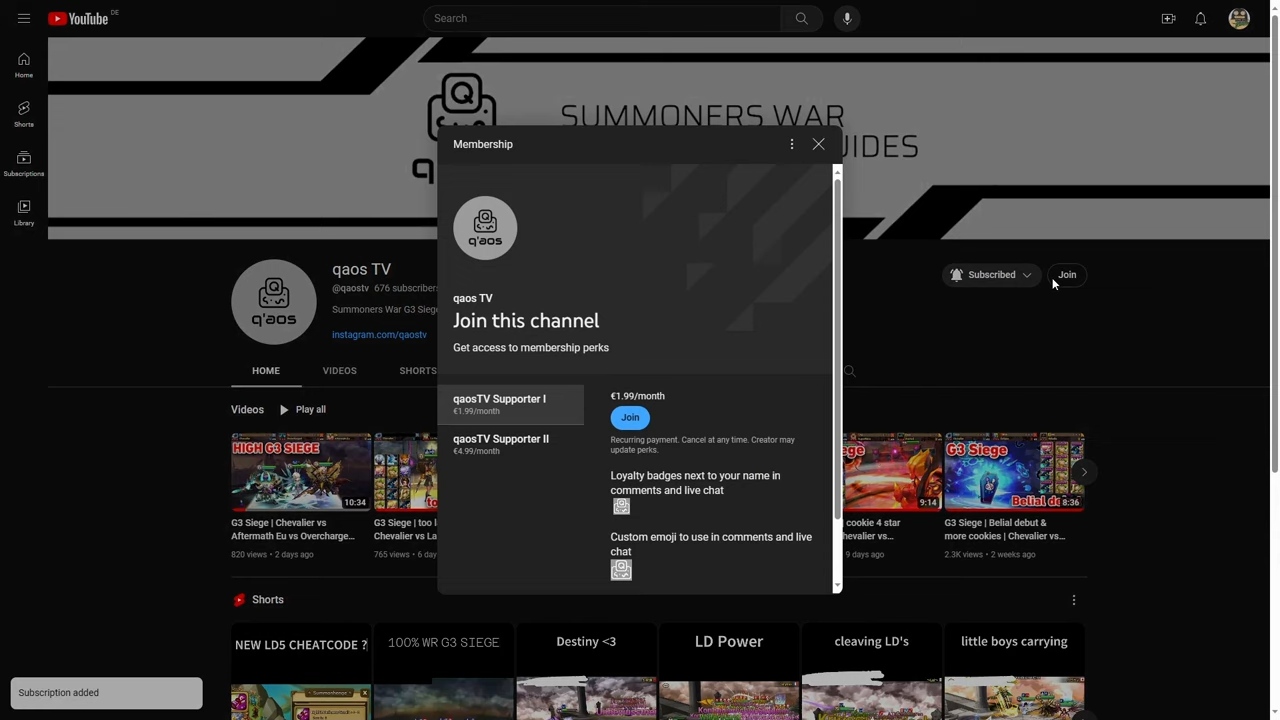 YouTube DE
Search
Home
Shorts
Subscriptions
Library
SUMMONERS WAR
Membership
q'aos
qaos TV
Join this channel
Get access to membership perks
qaosTV Supporter I
€1.99/month
qaosTV Supporter II
€4.99/month
€1.99/month
Join
Recurring payment. Cancel at any time. Creator may
update perks.
Loyalty badges next to your name in
comments and live chat
Custom emoji to use in comments and live
chat
q'aos
qaos TV
@qaostv 676 subscribers
Summoners War G3 Siege
instagram.com/qaostv
Subscribed
Join
HOME
VIDEOS
SHORTS
Videos
Play all
HIGH G3 SIEGE
10:34
G3 Siege | Chevalier vs
Aftermath Eu vs Overcharge...
820 views • 2 days ago
G3 Siege | too
Chevalier vs La
765 views • 6 day
9:14
cookie 4 star
hevalier vs...
9 days ago
G3 Siege
Belial de
8:36
G3 Siege | Belial debut &
more cookies | Chevalier vs...
2.3K views • 2 weeks ago
Shorts
NEW LD5 CHEATCODE ?
100% WR G3 SIEGE
Destiny <3
LD Power
cleaving LD's
little boys carrying
Subscription added